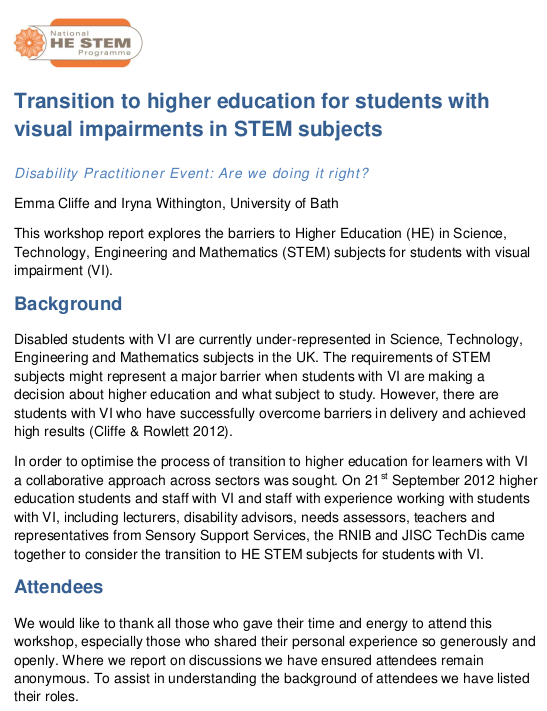 National
HE STEM
Programme
Transition to higher education for students with
visual impairments in STEM subjects
Disability Practitioner Event: Are we doing it right?
Emma Cliffe and Iryna Withington, University of Bath
This workshop report explores the barriers to Higher Education (HE) in Science,
Technology, Engineering and Mathematics (STEM) subjects for students with visual
impairment (VI).
Background
Disabled students with VI are currently under-represented in Science, Technology,
Engineering and Mathematics subjects in the UK. The requirements of STEM
subjects might represent a major barrier when students with VI are making a
decision about higher education and what subject to study. However, there are
students with VI who have successfully overcome barriers in delivery and achieved
high results (Cliffe & Rowlett 2012).
In order to optimise the process of transition to higher education for learners with VI
a collaborative approach across sectors was sought. On 21st September 2012 higher
education students and staff with VI and staff with experience working with students
with VI, including lecturers, disability advisors, needs assessors, teachers and
representatives from Sensory Support Services, the RNIB and JISC TechDis came
together to consider the transition to HE STEM subjects for students with VI.
Attendees
We would like to thank all those who gave their time and energy to attend this
workshop, especially those who shared their personal experience so generously and
openly. Where we report on discussions we have ensured attendees remain
anonymous. To assist in understanding the background of attendees we have listed
their roles.